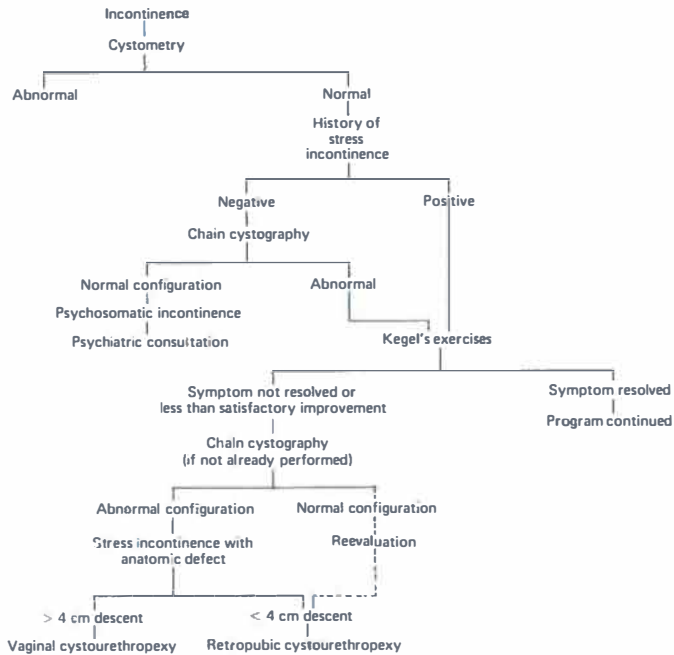 Incontinence
Cystometry
Abnormal
Normal
History of
stress
incontinence
Negative
Positive
Chain cystography
Normal configuration
Abnormal
Psychosomatic incontinence
Psychiatric consultation
Kegel's exercises
Symptom not resolved or
less than satisfactory improvement
Symptom resolved
Program continued
Chain cystography
(if not already performed)
Abnormal configuration
Normal configuration
Stress incontinence with
anatomic defect
Reevaluation
> 4 cm descent
< 4 cm descent
Vaginal cystourethropexy
Retropubic cystourethropexy